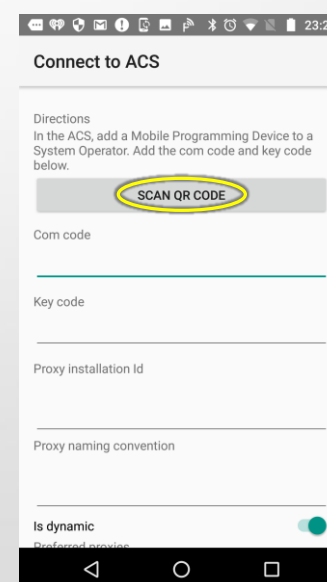 23:2
Connect to ACS
Directions
In the ACS, add a Mobile Programming Device to a
System Operator. Add the com code and key code
below.
SCAN QR CODE
Com code
Key code
Proxy installation Id
Proxy naming convention
Is dynamic
Preferred proxies